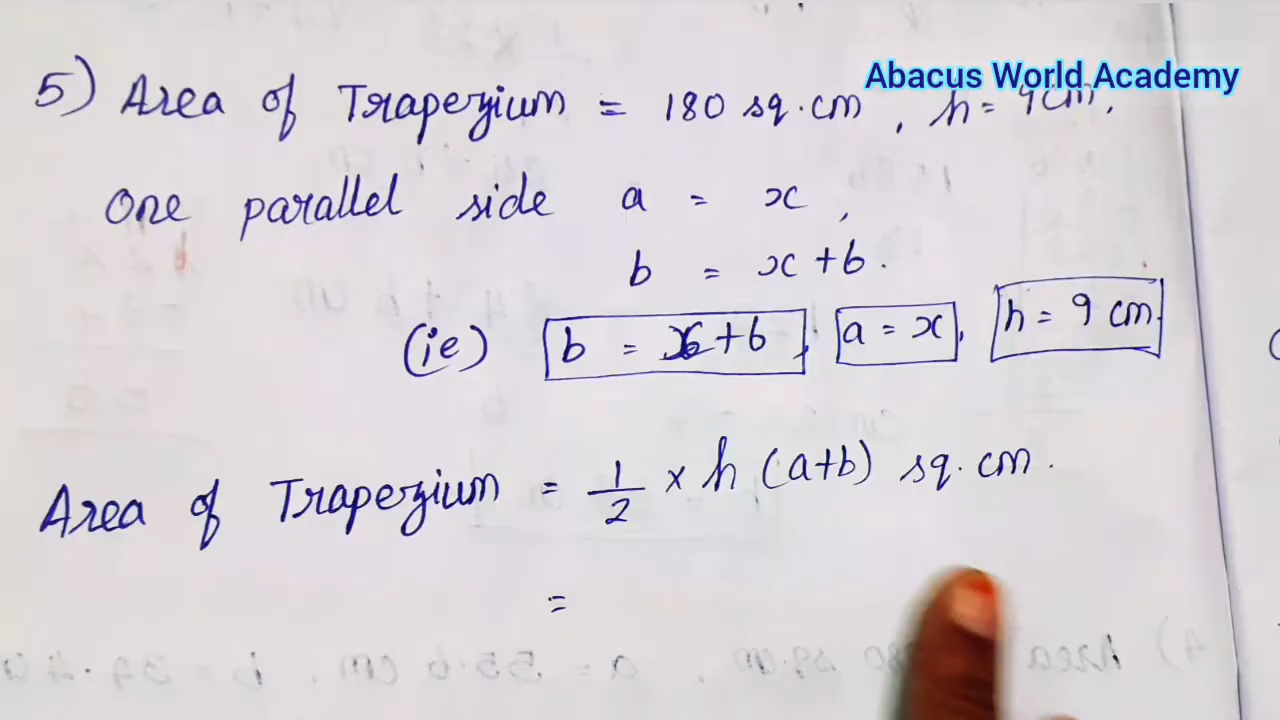 Abacus World Academy
5) Area of Trapezium = 180 sq.cm, h = 9cm.
One parallel side a = x,
b = x+6.
(ie) b = x+6, a = x, h = 9 cm.
Area of Trapezium = 1/2 × h (a+b) sq.cm.
=